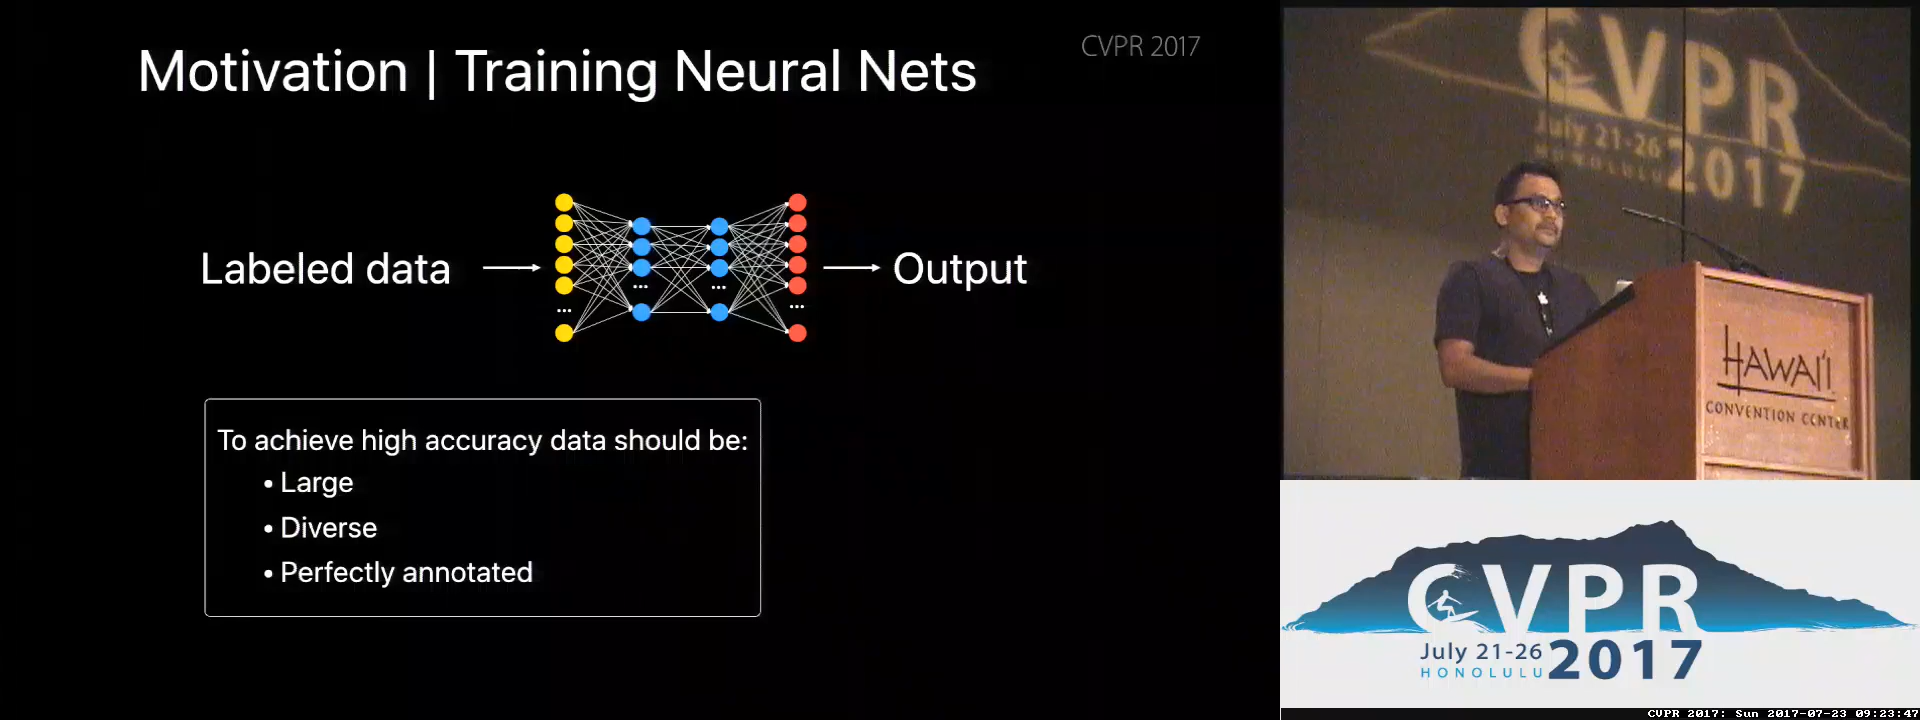 Motivation | Training Neural Nets
CVPR 2017
Labeled data
Output
...
...
...
...
To achieve high accuracy data should be:
• Large
• Diverse
• Perfectly annotated
CVPR
July 21-26
HONOLULU
2017
HAWAI'I
CONVENTION CENTER
CVPR
July 21-26
HONOLULU
2017
CVPR 2017: Sun 2017-07-23 09:23:47